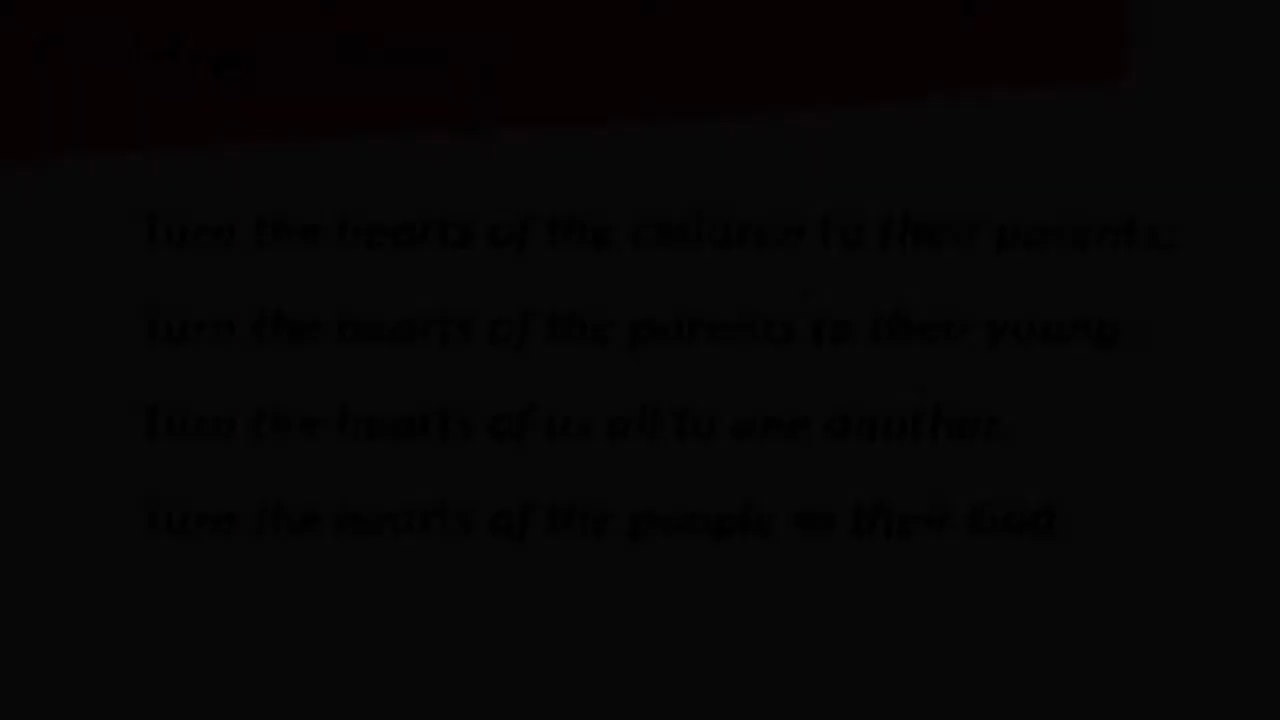 Turn the hearts of the children to their parents,
Turn the hearts of the parents to their young
Turn the hearts of us all to one another,
Turn the hearts of the people to their God